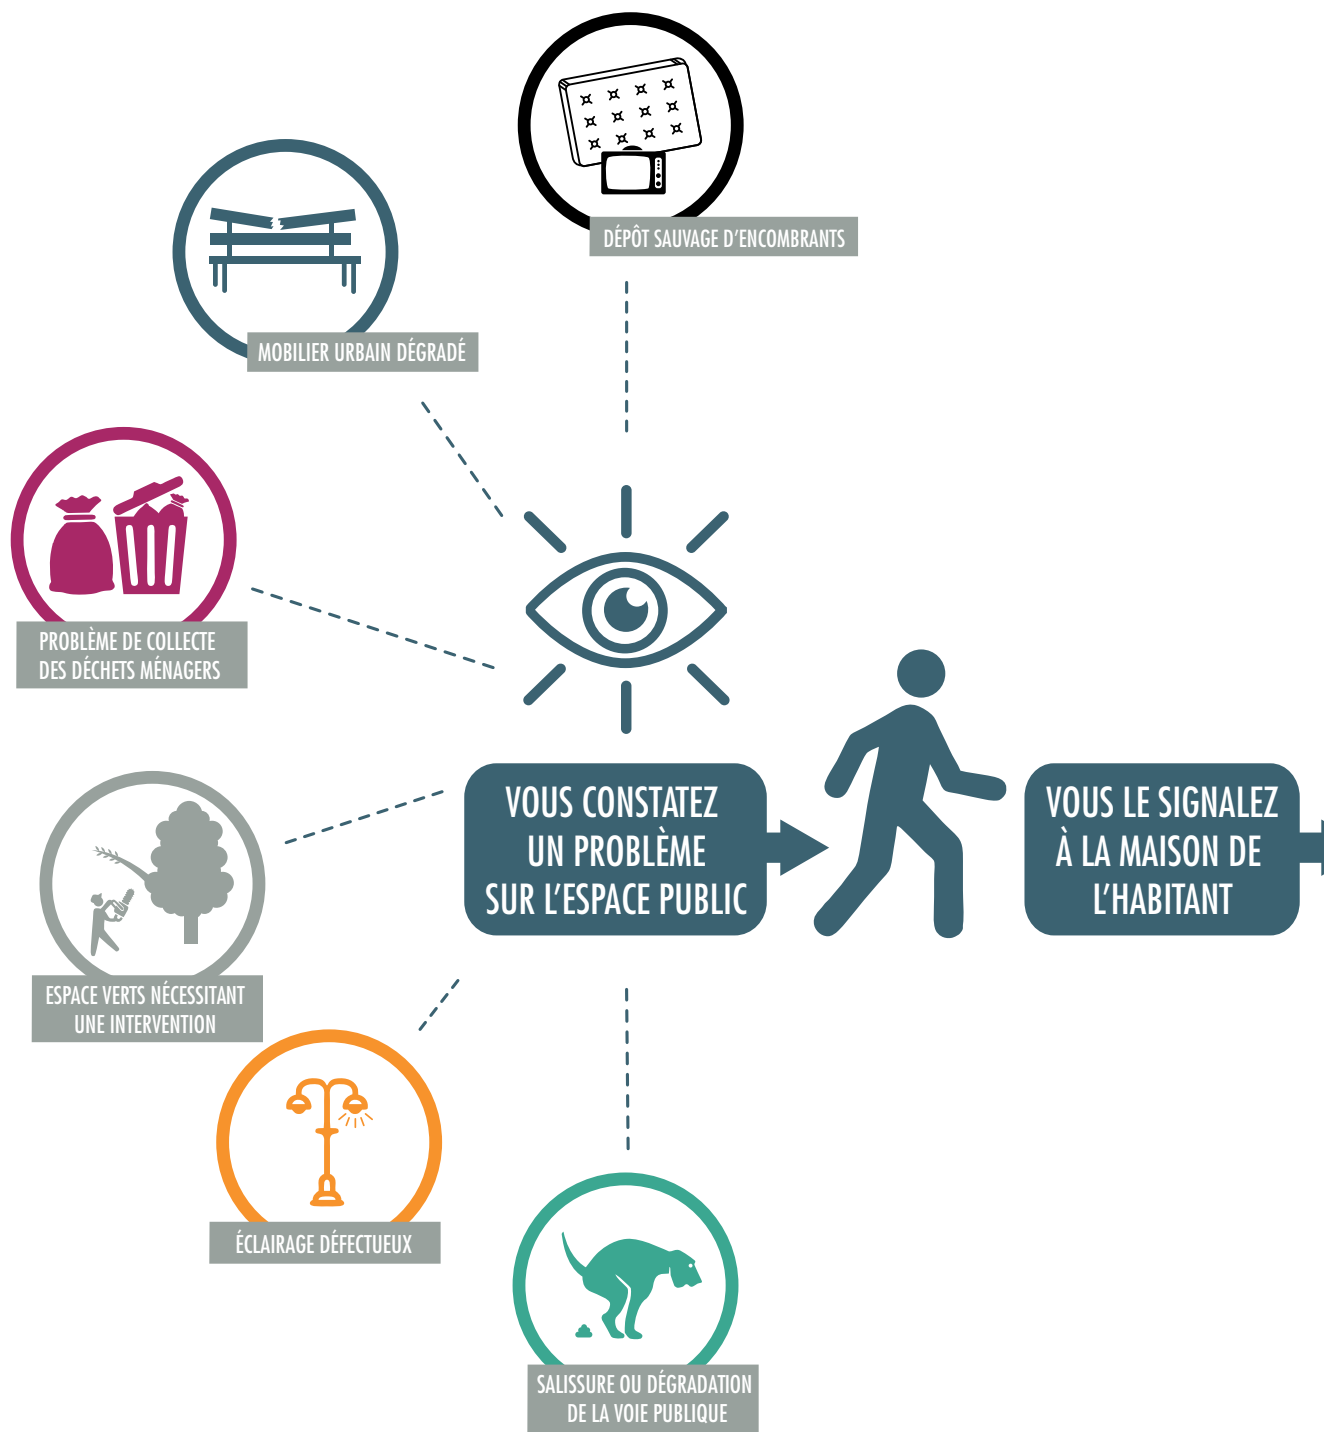 DÉPÔT SAUVAGE D'ENCOMBRANTS
MOBILIER URBAIN DÉGRADÉ
PROBLÈME DE COLLECTE
DES DÉCHETS MÉNAGERS
VOUS CONSTATEZ
UN PROBLÈME
SUR L'ESPACE PUBLIC
VOUS LE SIGNALEZ
À LA MAISON DE
L'HABITANT
ESPACE VERTS NÉCESSITANT
UNE INTERVENTION
ÉCLAIRAGE DÉFECTUEUX
SALISSURE OU DÉGRADATION
DE LA VOIE PUBLIQUE